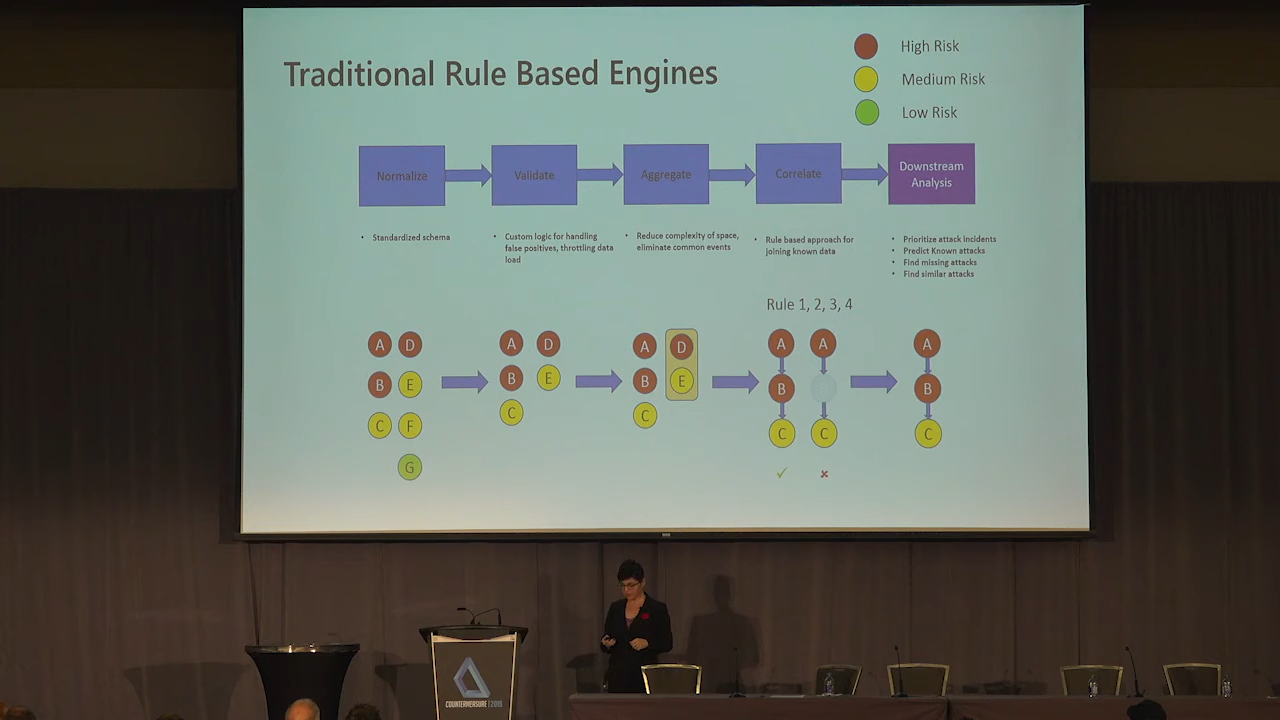 Traditional Rule Based Engines
High Risk
Medium Risk
Low Risk
Normalize
Validate
Aggregate
Correlate
Downstream
Analysis
• Standardized schema
• Custom logic for handling
false positives, throttling data
load
• Reduce complexity of space,
eliminate common events
• Rule based approach for
joining known data
• Prioritize attack incidents
• Predict Known attacks
• Find missing attacks
• Find similar attacks
Rule 1, 2, 3, 4
A D
B E
C F
G
A D
B E
C
A D
B E
C
A A
B
C C
✓ ✗
A
B
C
COUNTERMEASURE | 2019